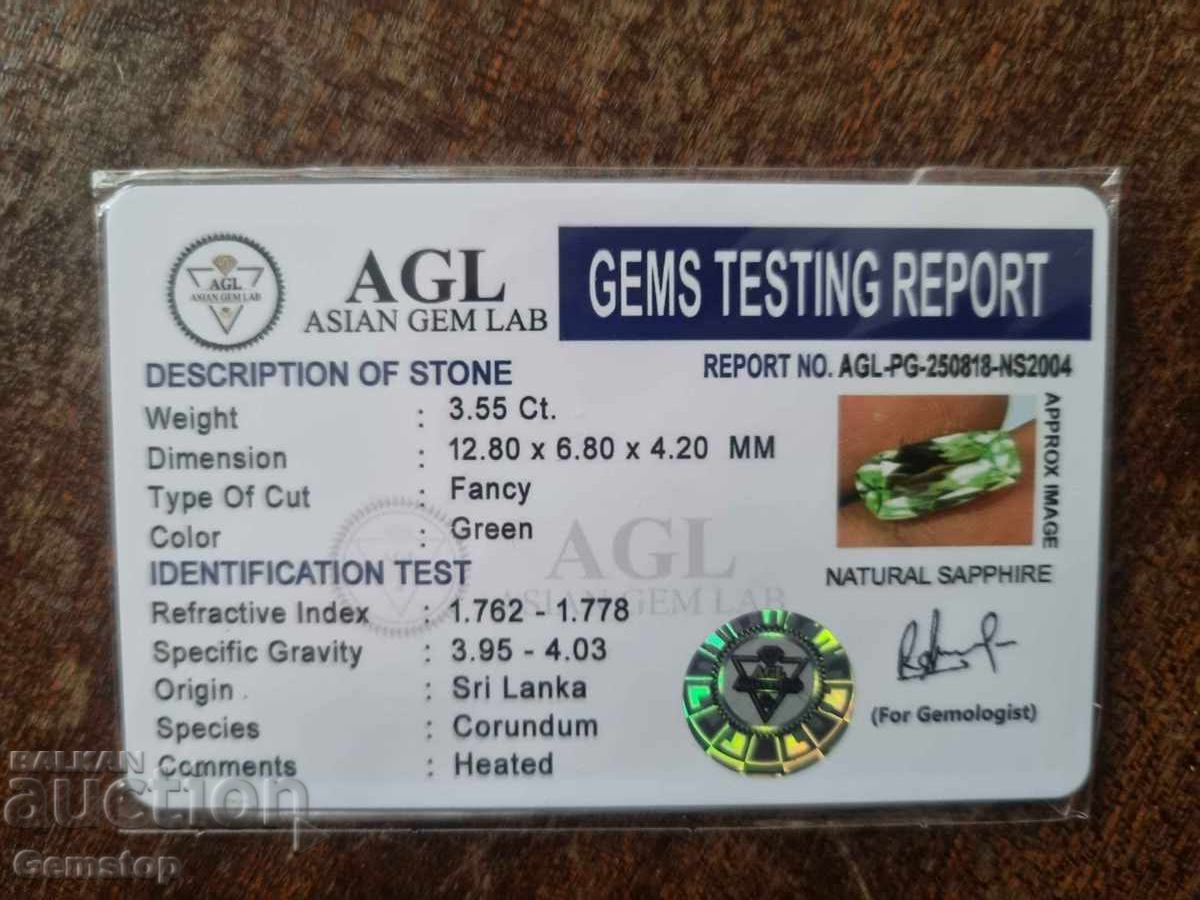 AGL
ASIAN GEM LAB
AGL
ASIAN GEM LAB
GEMS TESTING REPORT
DESCRIPTION OF STONE
REPORT NO. AGL-PG-250818-NS2004
Weight : 3.55 Ct.
Dimension : 12.80 x 6.80 x 4.20 MM
Type Of Cut : Fancy
Color : Green
APPROX IMAGE
IDENTIFICATION TEST
AGL
ASIAN GEM LAB
NATURAL SAPPHIRE
Refractive Index : 1.762 - 1.778
Specific Gravity : 3.95 - 4.03
Origin : Sri Lanka
Species : Corundum
Comments : Heated
AGL
(For Gemologist)
BALKAN
auction
Gemstop